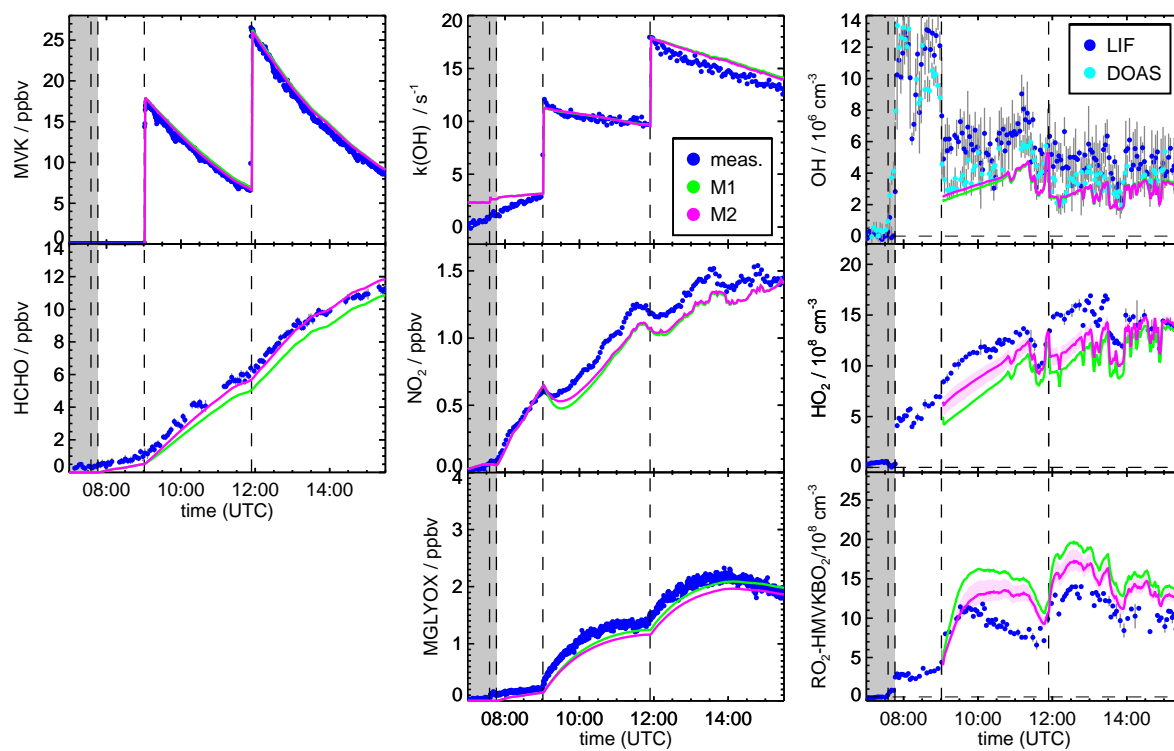 MVK / ppbv
25
20
15
10
5
0
k(OH) / s⁻¹
20
15
10
5
0
meas.
M1
M2
OH / 10⁶ cm⁻³
14
12
10
8
6
4
2
0
LIF
DOAS
HCHO / ppbv
14
12
10
8
6
4
2
0
08:00 10:00 12:00 14:00
time (UTC)
NO₂ / ppbv
1.5
1.0
0.5
0.0
HO₂ / 10⁸ cm⁻³
20
15
10
5
0
MGLYOX / ppbv
4
3
2
1
0
08:00 10:00 12:00 14:00
time (UTC)
RO₂-HMVKBO₂/10⁸ cm⁻³
25
20
15
10
5
0
08:00 10:00 12:00 14:00
time (UTC)